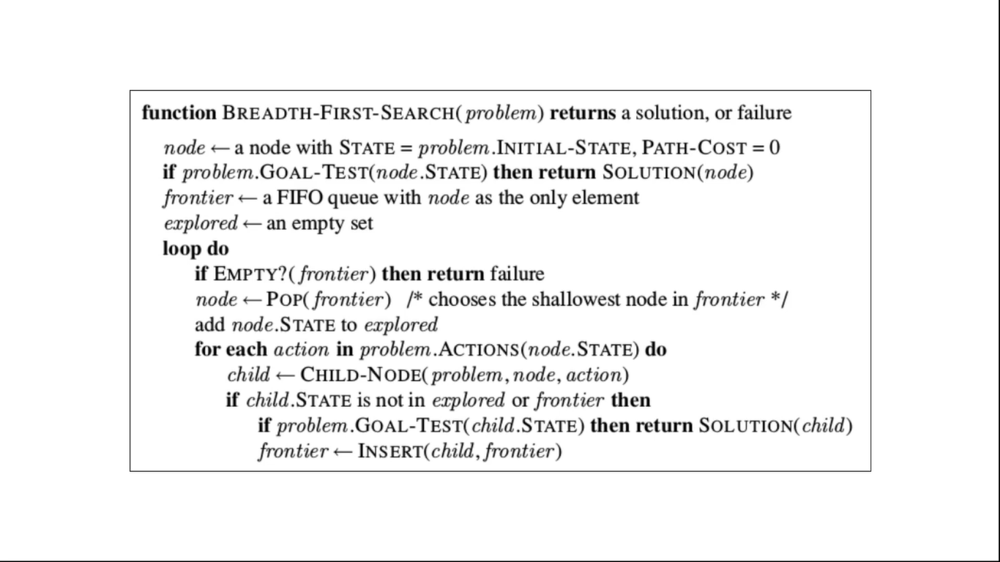 function BREADTH-FIRST-SEARCH(problem) returns a solution, or failure
node ← a node with STATE = problem.INITIAL-STATE, PATH-COST = 0
if problem.GOAL-TEST(node.STATE) then return SOLUTION(node)
frontier ← a FIFO queue with node as the only element
explored ← an empty set
loop do
if EMPTY?(frontier) then return failure
node ← POP(frontier) /* chooses the shallowest node in frontier */
add node.STATE to explored
for each action in problem.ACTIONS(node.STATE) do
child ← CHILD-NODE(problem, node, action)
if child.STATE is not in explored or frontier then
if problem.GOAL-TEST(child.STATE) then return SOLUTION(child)
frontier ← INSERT(child, frontier)